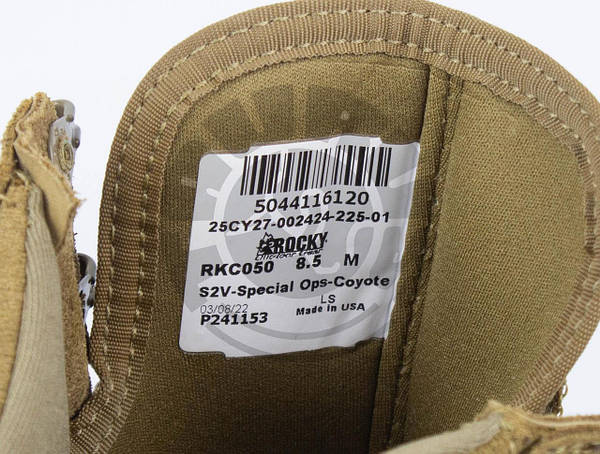 5044116120
25CY27-002424-225-01
ROCKY
RKC050 8.5 M
S2V-Special Ops-Coyote
03/08/22 LS
P241153 Made In USA